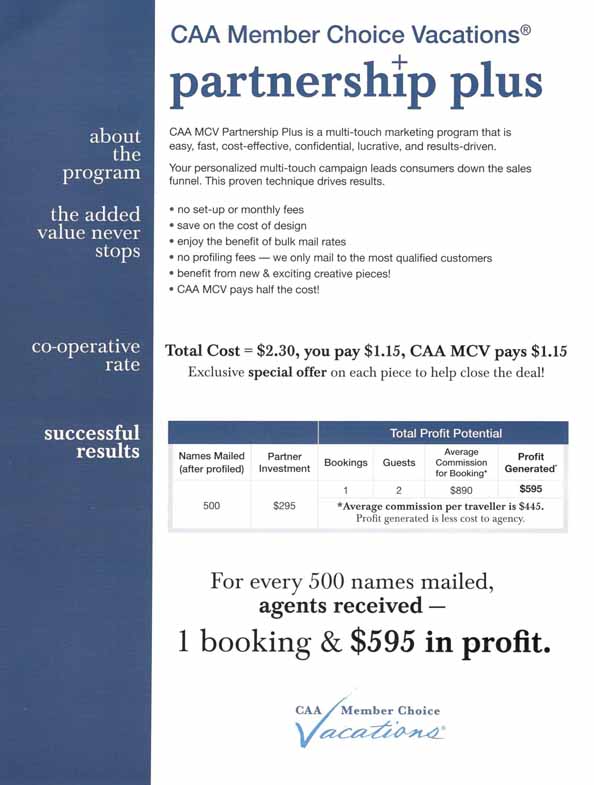 CAA Member Choice Vacations®
partnership plus
about
the
program
CAA MCV Partnership Plus is a multi-touch marketing program that is
easy, fast, cost-effective, confidential, lucrative, and results-driven.
Your personalized multi-touch campaign leads consumers down the sales
funnel. This proven technique drives results.
the added
value never
stops
• no set-up or monthly fees
• save on the cost of design
• enjoy the benefit of bulk mail rates
• no profiling fees — we only mail to the most qualified customers
• benefit from new & exciting creative pieces!
• CAA MCV pays half the cost!
co-operative
rate
Total Cost = $2.30, you pay $1.15, CAA MCV pays $1.15
Exclusive special offer on each piece to help close the deal!
successful
results
Total Profit Potential
Names Mailed
(after profiled)
Partner
Investment
Bookings
Guests
Average
Commission
for Booking*
Profit
Generated*
500
$295
1
2
$890
$595
*Average commission per traveller is $445.
Profit generated is less cost to agency.
For every 500 names mailed,
agents received —
1 booking & $595 in profit.
CAA Member Choice
Vacations®